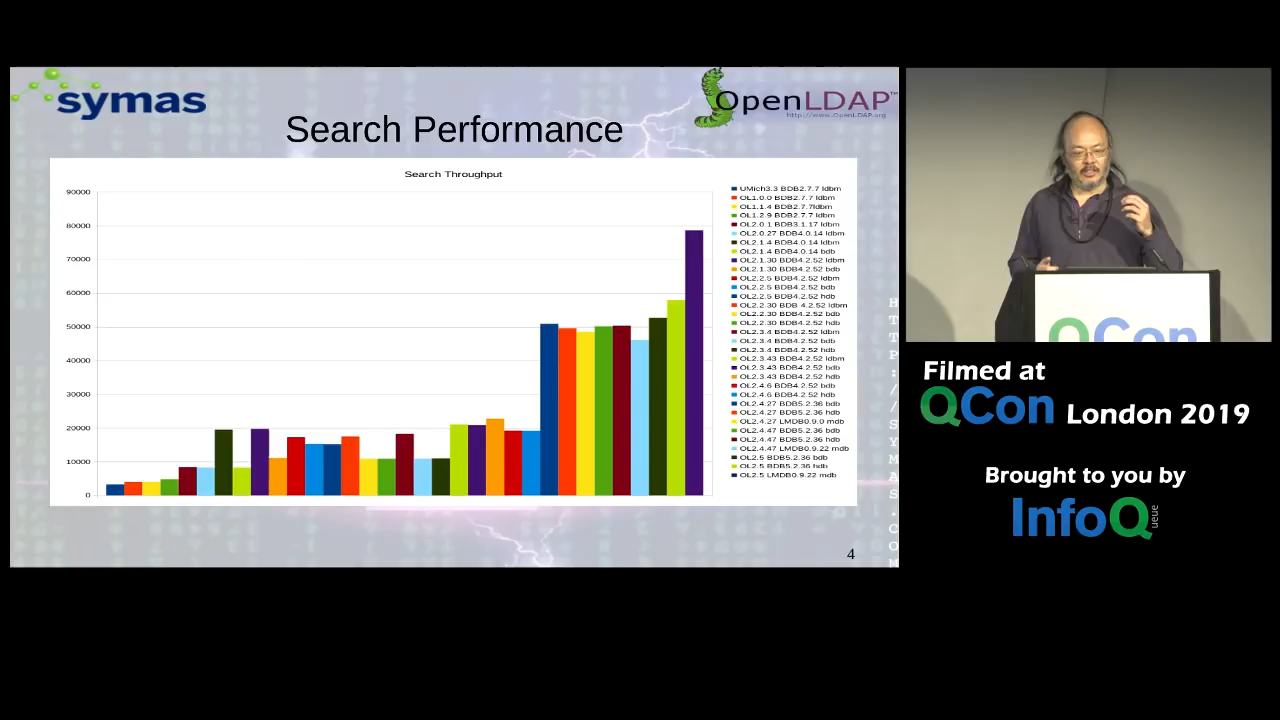 symas
OpenLDAP™
http://www.OpenLDAP.org
Search Performance
Search Throughput
90000
80000
70000
60000
50000
40000
30000
20000
10000
0
UMich3.3 BDB2.7.7 ldbm
OL1.0.0 BDB2.7.7 ldbm
OL1.1.4 BDB2.7.7ldbm
OL1.2.9 BDB2.7.7 ldbm
OL2.0.1 BDB3.1.17 ldbm
OL2.0.27 BDB4.0.14 ldbm
OL2.1.4 BDB4.0.14 ldbm
OL2.1.4 BDB4.0.14 bdb
OL2.1.30 BDB4.2.52 ldbm
OL2.1.30 BDB4.2.52 bdb
OL2.2.5 BDB4.2.52 ldbm
OL2.2.5 BDB4.2.52 bdb
OL2.2.5 BDB4.2.52 hdb
OL2.2.30 BDB 4.2.52 ldbm
OL2.2.30 BDB4.2.52 bdb
OL2.2.30 BDB4.2.52 hdb
OL2.3.4 BDB4.2.52 ldbm
OL2.3.4 BDB4.2.52 bdb
OL2.3.4 BDB4.2.52 hdb
OL2.3.43 BDB4.2.52 ldbm
OL2.3.43 BDB4.2.52 bdb
OL2.3.43 BDB4.2.52 hdb
OL2.4.6 BDB4.2.52 bdb
OL2.4.6 BDB4.2.52 hdb
OL2.4.27 BDB5.2.36 bdb
OL2.4.27 BDB5.2.36 hdb
OL2.4.27 LMDB0.9.0 mdb
OL2.4.47 BDB5.2.36 bdb
OL2.4.47 BDB5.2.36 hdb
OL2.4.47 LMDB0.9.22 mdb
OL2.5 BDB5.2.36 bdb
OL2.5 BDB5.2.36 hdb
OL2.5 LMDB0.9.22 mdb
HTTP://SYMAS.COM
4
QCon
Filmed at
QCon London 2019
Brought to you by
InfoQ
queue